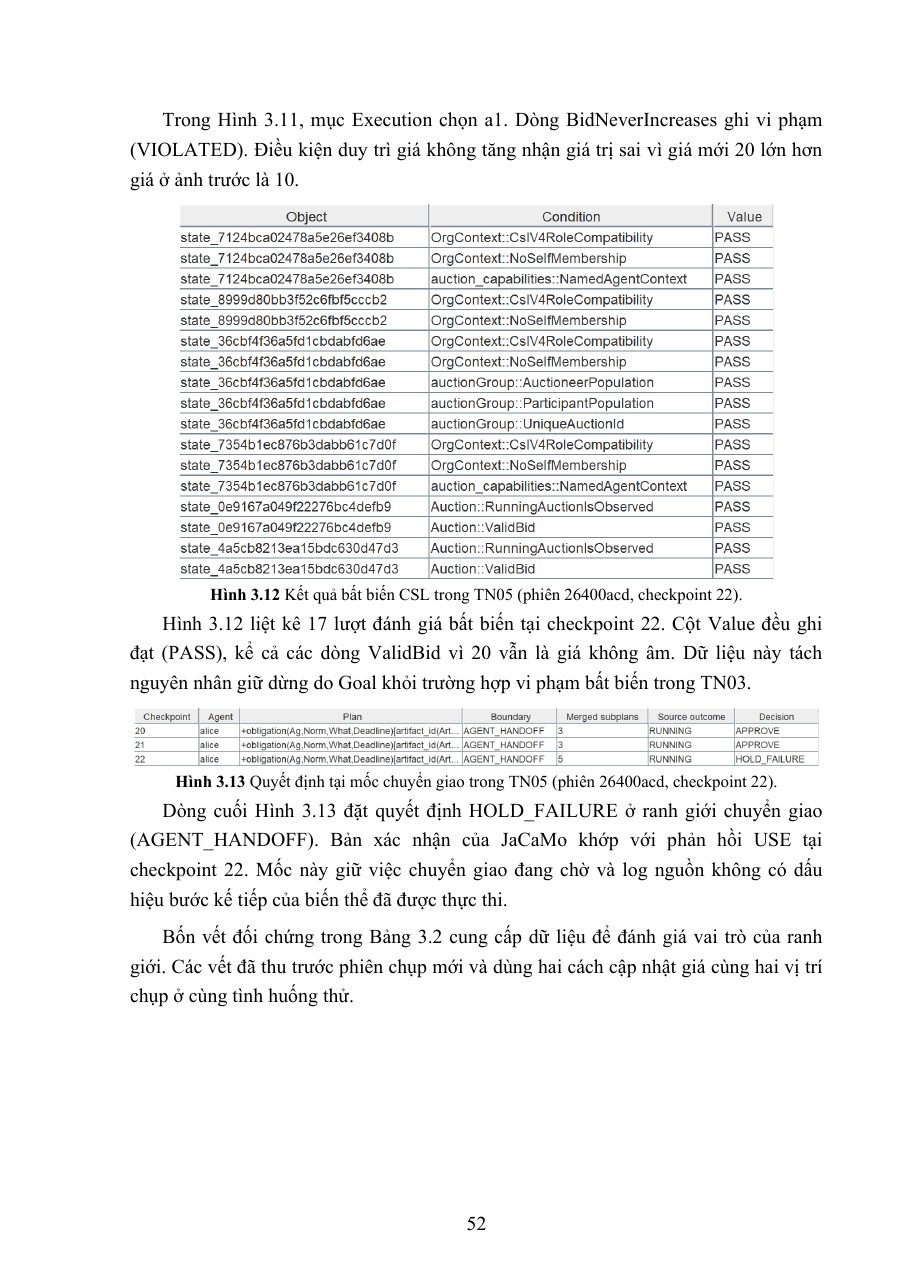 Trong Hình 3.11, mục Execution chọn a1. Dòng BidNeverIncreases ghi vi phạm
(VIOLATED). Điều kiện duy trì giá không tăng nhận giá trị sai vì giá mới 20 lớn hơn
giá ở ảnh trước là 10.
Object Condition Value
state_7124bca02478a5e26ef3408b OrgContext::CslV4RoleCompatibility PASS
state_7124bca02478a5e26ef3408b OrgContext::NoSelfMembership PASS
state_7124bca02478a5e26ef3408b auction_capabilities::NamedAgentContext PASS
state_8999d80bb3f52c6fbf5cccb2 OrgContext::CslV4RoleCompatibility PASS
state_8999d80bb3f52c6fbf5cccb2 OrgContext::NoSelfMembership PASS
state_36cbf4f36a5fd1cbdabfd6ae OrgContext::CslV4RoleCompatibility PASS
state_36cbf4f36a5fd1cbdabfd6ae OrgContext::NoSelfMembership PASS
state_36cbf4f36a5fd1cbdabfd6ae auctionGroup::AuctioneerPopulation PASS
state_36cbf4f36a5fd1cbdabfd6ae auctionGroup::ParticipantPopulation PASS
state_36cbf4f36a5fd1cbdabfd6ae auctionGroup::UniqueAuctionId PASS
state_7354b1ec876b3dabb61c7d0f OrgContext::CslV4RoleCompatibility PASS
state_7354b1ec876b3dabb61c7d0f OrgContext::NoSelfMembership PASS
state_7354b1ec876b3dabb61c7d0f auction_capabilities::NamedAgentContext PASS
state_0e9167a049f22276bc4defb9 Auction::RunningAuctionIsObserved PASS
state_0e9167a049f22276bc4defb9 Auction::ValidBid PASS
state_4a5cb8213ea15bdc630d47d3 Auction::RunningAuctionIsObserved PASS
state_4a5cb8213ea15bdc630d47d3 Auction::ValidBid PASS
Hình 3.12 Kết quả bất biến CSL trong TN05 (phiên 26400acd, checkpoint 22).
Hình 3.12 liệt kê 17 lượt đánh giá bất biến tại checkpoint 22. Cột Value đều ghi
đạt (PASS), kể cả các dòng ValidBid vì 20 vẫn là giá không âm. Dữ liệu này tách
nguyên nhân giữ dừng do Goal khỏi trường hợp vi phạm bất biến trong TN03.
Checkpoint Agent Plan Boundary Merged subplans Source outcome Decision
20 alice +obligation(Ag,Norm,What,Deadline)[artifact_id(Art... AGENT_HANDOFF 3 RUNNING APPROVE
21 alice +obligation(Ag,Norm,What,Deadline)[artifact_id(Art... AGENT_HANDOFF 3 RUNNING APPROVE
22 alice +obligation(Ag,Norm,What,Deadline)[artifact_id(Art... AGENT_HANDOFF 5 RUNNING HOLD_FAILURE
Hình 3.13 Quyết định tại mốc chuyển giao trong TN05 (phiên 26400acd, checkpoint 22).
Dòng cuối Hình 3.13 đặt quyết định HOLD_FAILURE ở ranh giới chuyển giao
(AGENT_HANDOFF). Bản xác nhận của JaCaMo khớp với phản hồi USE tại
checkpoint 22. Mốc này giữ việc chuyển giao đang chờ và log nguồn không có dấu
hiệu bước kế tiếp của biến thể đã được thực thi.
Bốn vết đối chứng trong Bảng 3.2 cung cấp dữ liệu để đánh giá vai trò của ranh
giới. Các vết đã thu trước phiên chụp mới và dùng hai cách cập nhật giá cùng hai vị trí
chụp ở cùng tình huống thử.
52